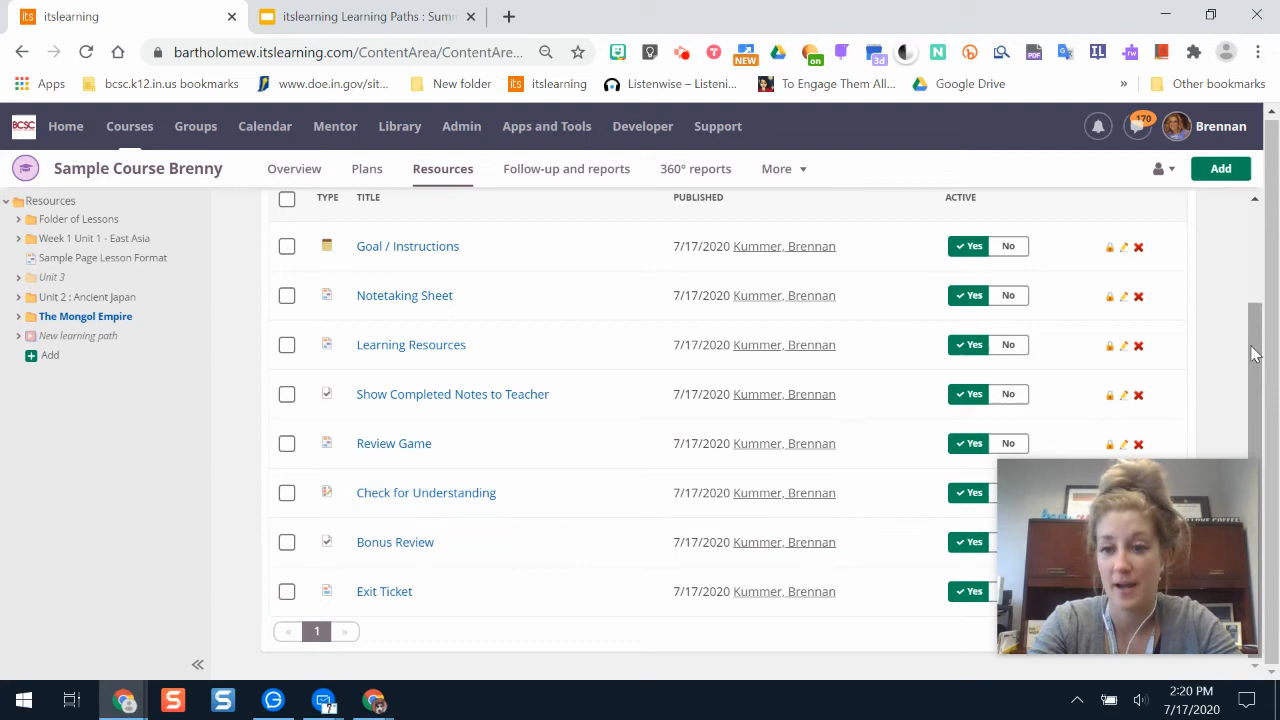 itslearning
itslearning Learning Paths : Sum
bartholomew.itslearning.com/ContentArea/ContentAre...
NEW
on
3d
N
b
PDF
IL
rw
Apps
bcsc.k12.in.us bookmarks
www.doe.in.gov/sit...
New folder
its itslearning
Listenwise – Listeni...
To Engage Them All...
Google Drive
»
Other bookmarks
BCSC
Home
Courses
Groups
Calendar
Mentor
Library
Admin
Apps and Tools
Developer
Support
170
Brennan
Sample Course Brenny
Overview
Plans
Resources
Follow-up and reports
360° reports
More
Add
Resources
Folder of Lessons
Week 1 Unit 1 - East Asia
Sample Page Lesson Format
Unit 3
Unit 2 : Ancient Japan
The Mongol Empire
New learning path
Add
TYPE TITLE PUBLISHED ACTIVE
Goal / Instructions 7/17/2020 Kummer, Brennan Yes No
Notetaking Sheet 7/17/2020 Kummer, Brennan Yes No
Learning Resources 7/17/2020 Kummer, Brennan Yes No
Show Completed Notes to Teacher 7/17/2020 Kummer, Brennan Yes No
Review Game 7/17/2020 Kummer, Brennan Yes No
Check for Understanding 7/17/2020 Kummer, Brennan Yes
Bonus Review 7/17/2020 Kummer, Brennan Yes
Exit Ticket 7/17/2020 Kummer, Brennan Yes
« 1 »
2:20 PM
7/17/2020